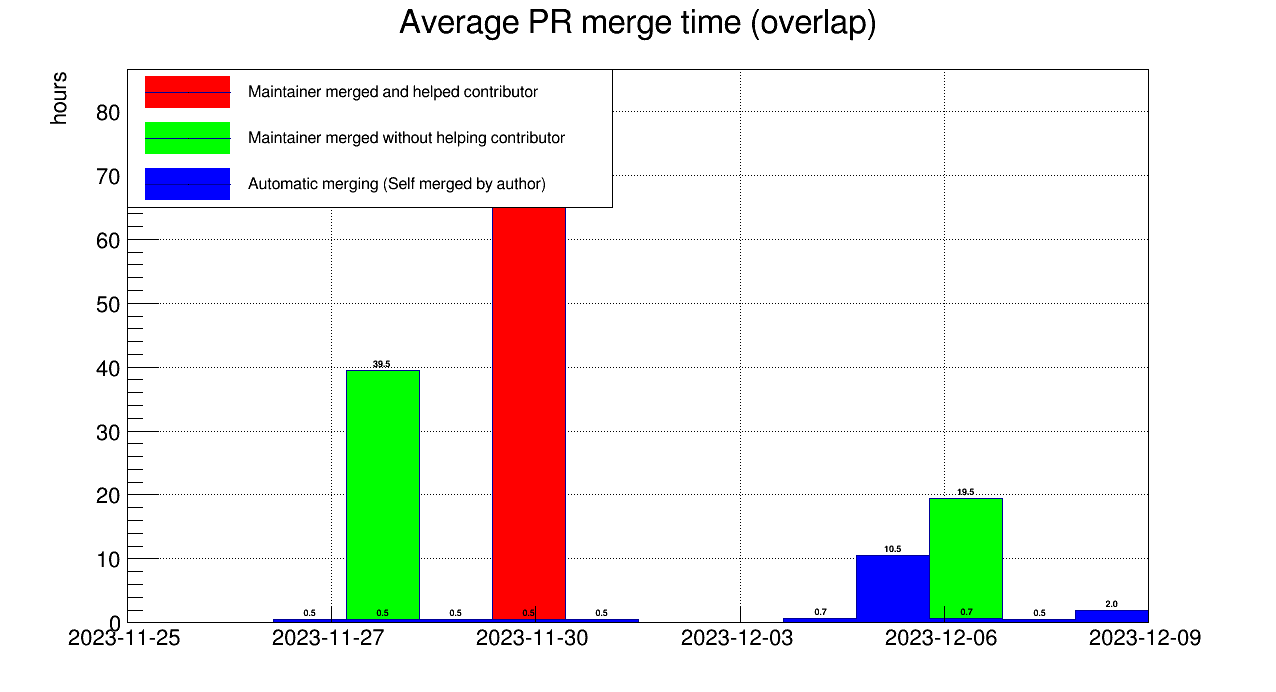 Average PR merge time (overlap)
hours
Maintainer merged and helped contributor
Maintainer merged without helping contributor
Automatic merging (Self merged by author)
80
70
60
50
40
30
20
10
0
39.5
19.5
10.5
0.5 0.5 0.5 0.5 0.5 0.7 0.7 0.5 2.0
2023-11-25 2023-11-27 2023-11-30 2023-12-03 2023-12-06 2023-12-09